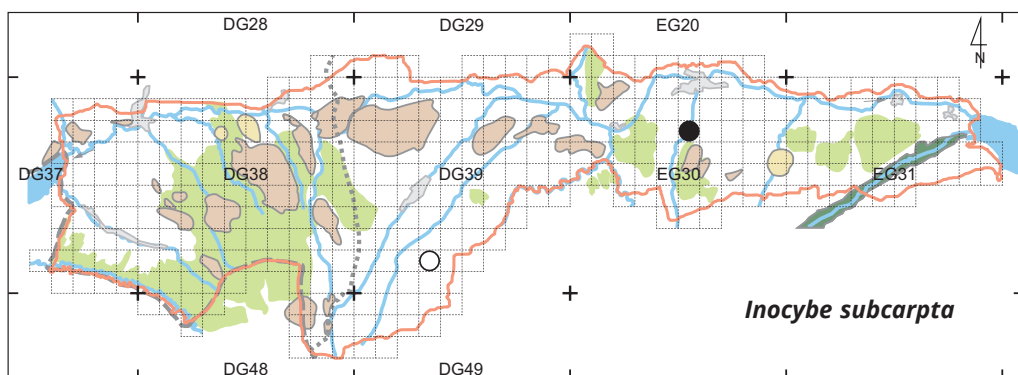 DG28 DG29 EG20
N
DG37 DG38 DG39 EG30 EG31
Inocybe subcarpta
DG48 DG49